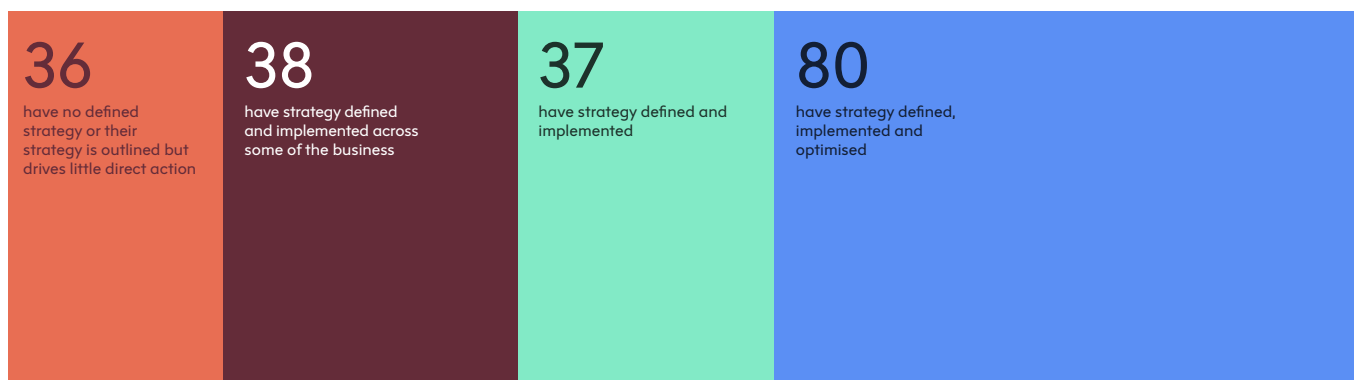 36
have no defined
strategy or their
strategy is outlined but
drives little direct action
38
have strategy defined
and implemented across
some of the business
37
have strategy defined and
implemented
80
have strategy defined,
implemented and
optimised